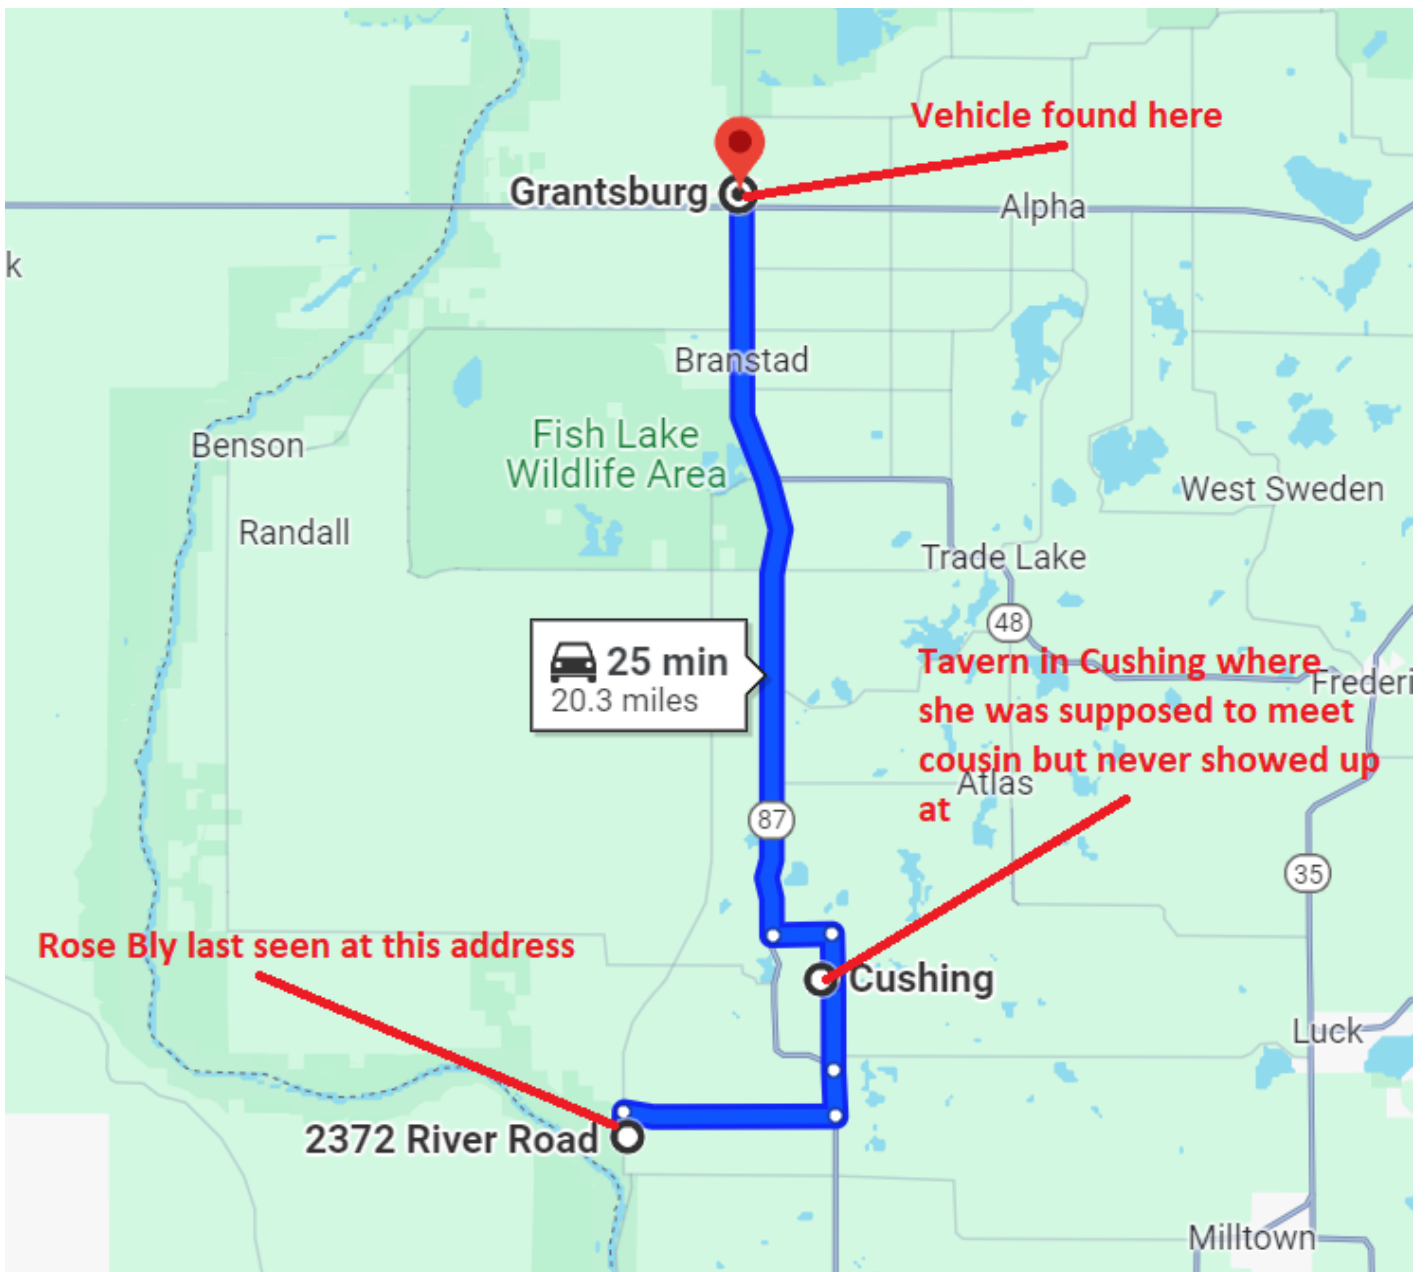 Vehicle found here
Grantsburg
Alpha
k
Branstad
Benson
Fish Lake
Wildlife Area
West Sweden
Randall
Trade Lake
48
25 min
20.3 miles
Tavern in Cushing where
she was supposed to meet
cousin but never showed up
at
Frederi
Atlas
87
35
Rose Bly last seen at this address
Cushing
Luck
2372 River Road
Milltown